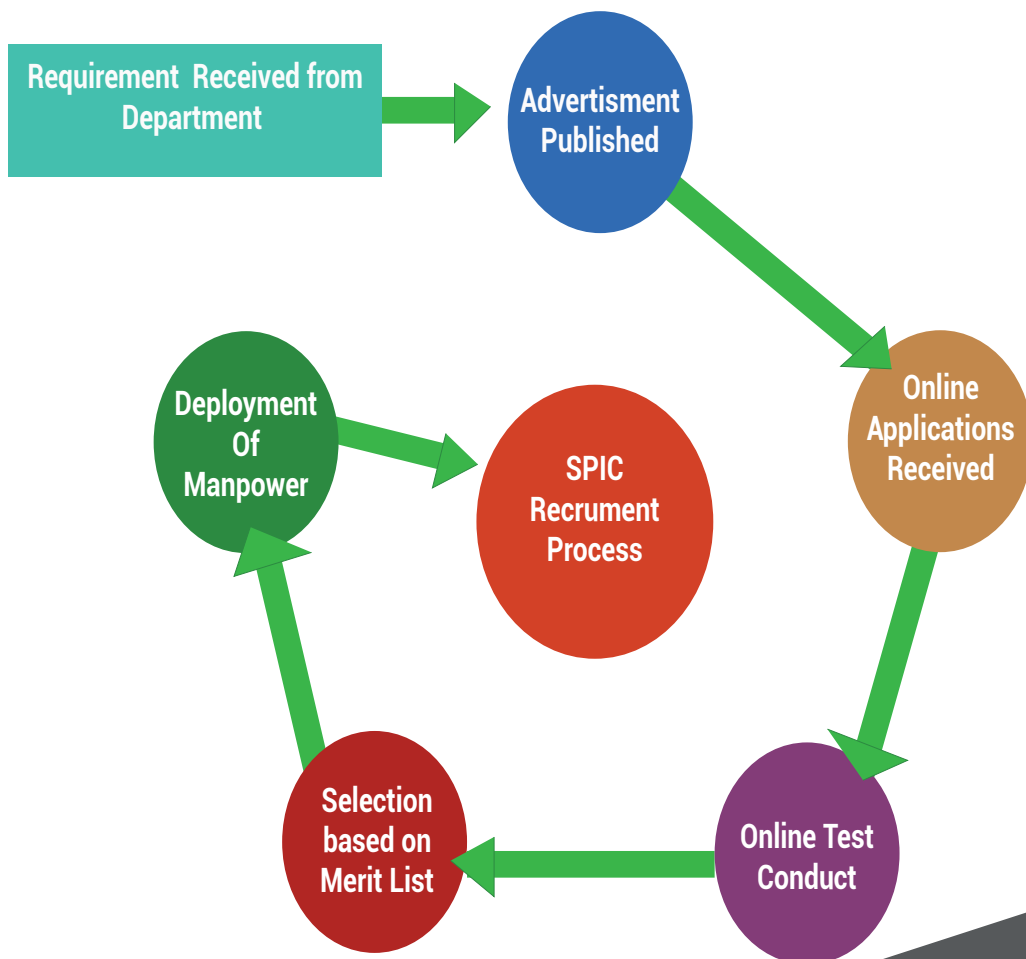 Requirement Received from
Department
Advertisment
Published
Online
Applications
Received
Online Test
Conduct
Selection
based on
Merit List
Deployment
Of
Manpower
SPIC
Recrument
Process